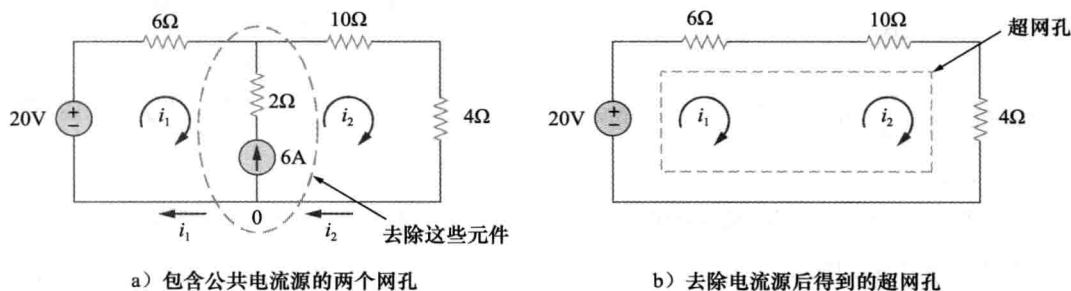 6Ω
10Ω
20V
+
−
i₁
2Ω
i₂
4Ω
6A
0
i₁
i₂
去除这些元件
a）包含公共电流源的两个网孔
6Ω
10Ω
超网孔
20V
+
−
i₁
i₂
4Ω
b）去除电流源后得到的超网孔